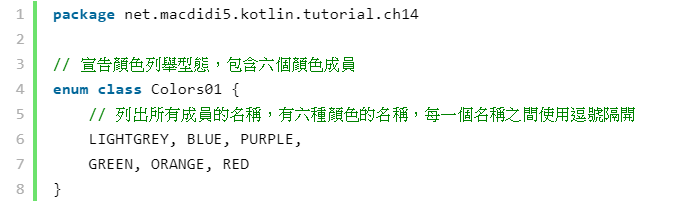 1 package net.macdidi5.kotlin.tutorial.ch14
2
3 // 宣告顏色列舉型態，包含六個顏色成員
4 enum class Colors01 {
5     // 列出所有成員的名稱，有六種顏色的名稱，每一個名稱之間使用逗號隔開
6     LIGHTGREY, BLUE, PURPLE,
7     GREEN, ORANGE, RED
8 }